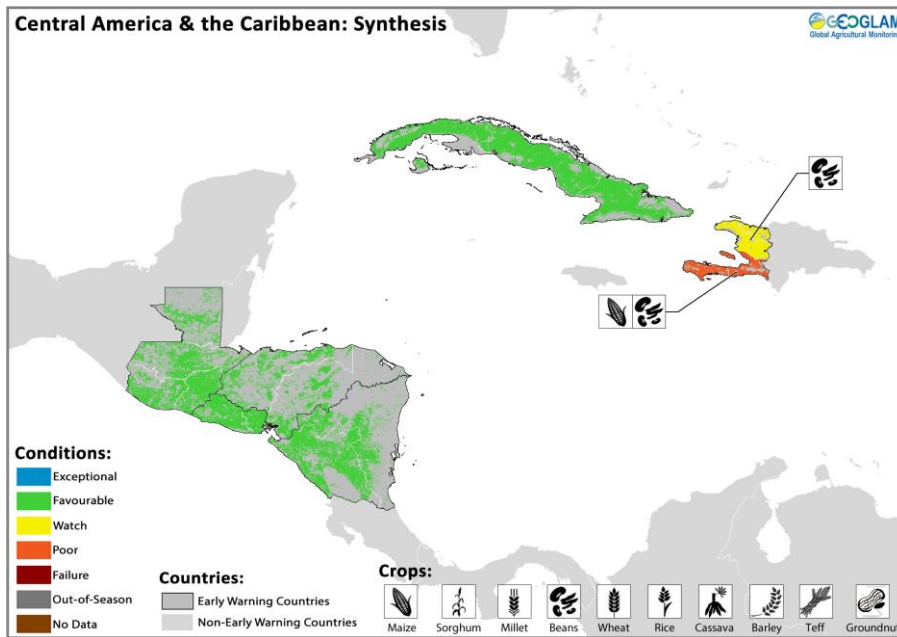 Central America & the Caribbean: Synthesis
GEOGLAM
Global Agricultural Monitoring
Conditions:
Exceptional
Favourable
Watch
Poor
Failure
Out-of-Season
No Data
Countries:
Early Warning Countries
Non-Early Warning Countries
Crops:
Maize Sorghum Millet Beans Wheat Rice Cassava Barley Teff Groundnut